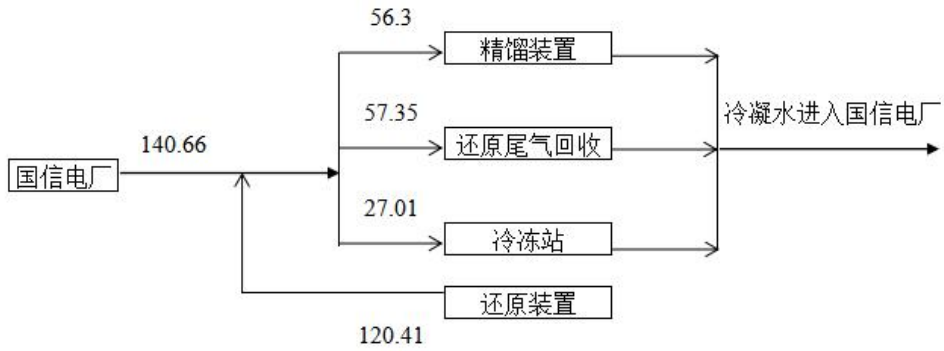 56.3
精馏装置
57.35
冷凝水进入国信电厂
140.66
还原尾气回收
国信电厂
27.01
冷冻站
还原装置
120.41